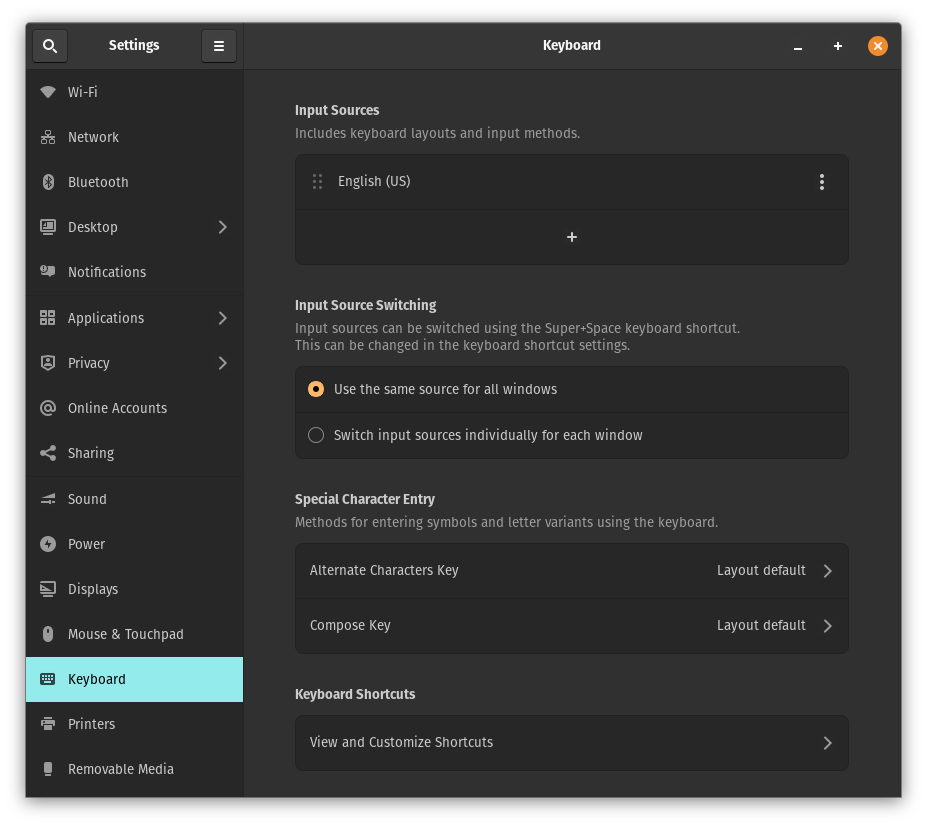 Settings
Keyboard
Wi-Fi
Network
Bluetooth
Desktop
Notifications
Applications
Privacy
Online Accounts
Sharing
Sound
Power
Displays
Mouse & Touchpad
Keyboard
Printers
Removable Media
Input Sources
Includes keyboard layouts and input methods.
English (US)
Input Source Switching
Input sources can be switched using the Super+Space keyboard shortcut.
This can be changed in the keyboard shortcut settings.
Use the same source for all windows
Switch input sources individually for each window
Special Character Entry
Methods for entering symbols and letter variants using the keyboard.
Alternate Characters Key Layout default
Compose Key Layout default
Keyboard Shortcuts
View and Customize Shortcuts